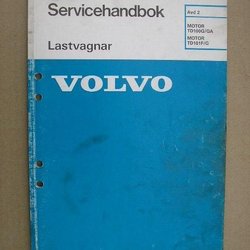 Servicehandbok
Avd 2
MOTOR
TD100G/GA
MOTOR
TD101F/G
Lastvagnar
VOLVO